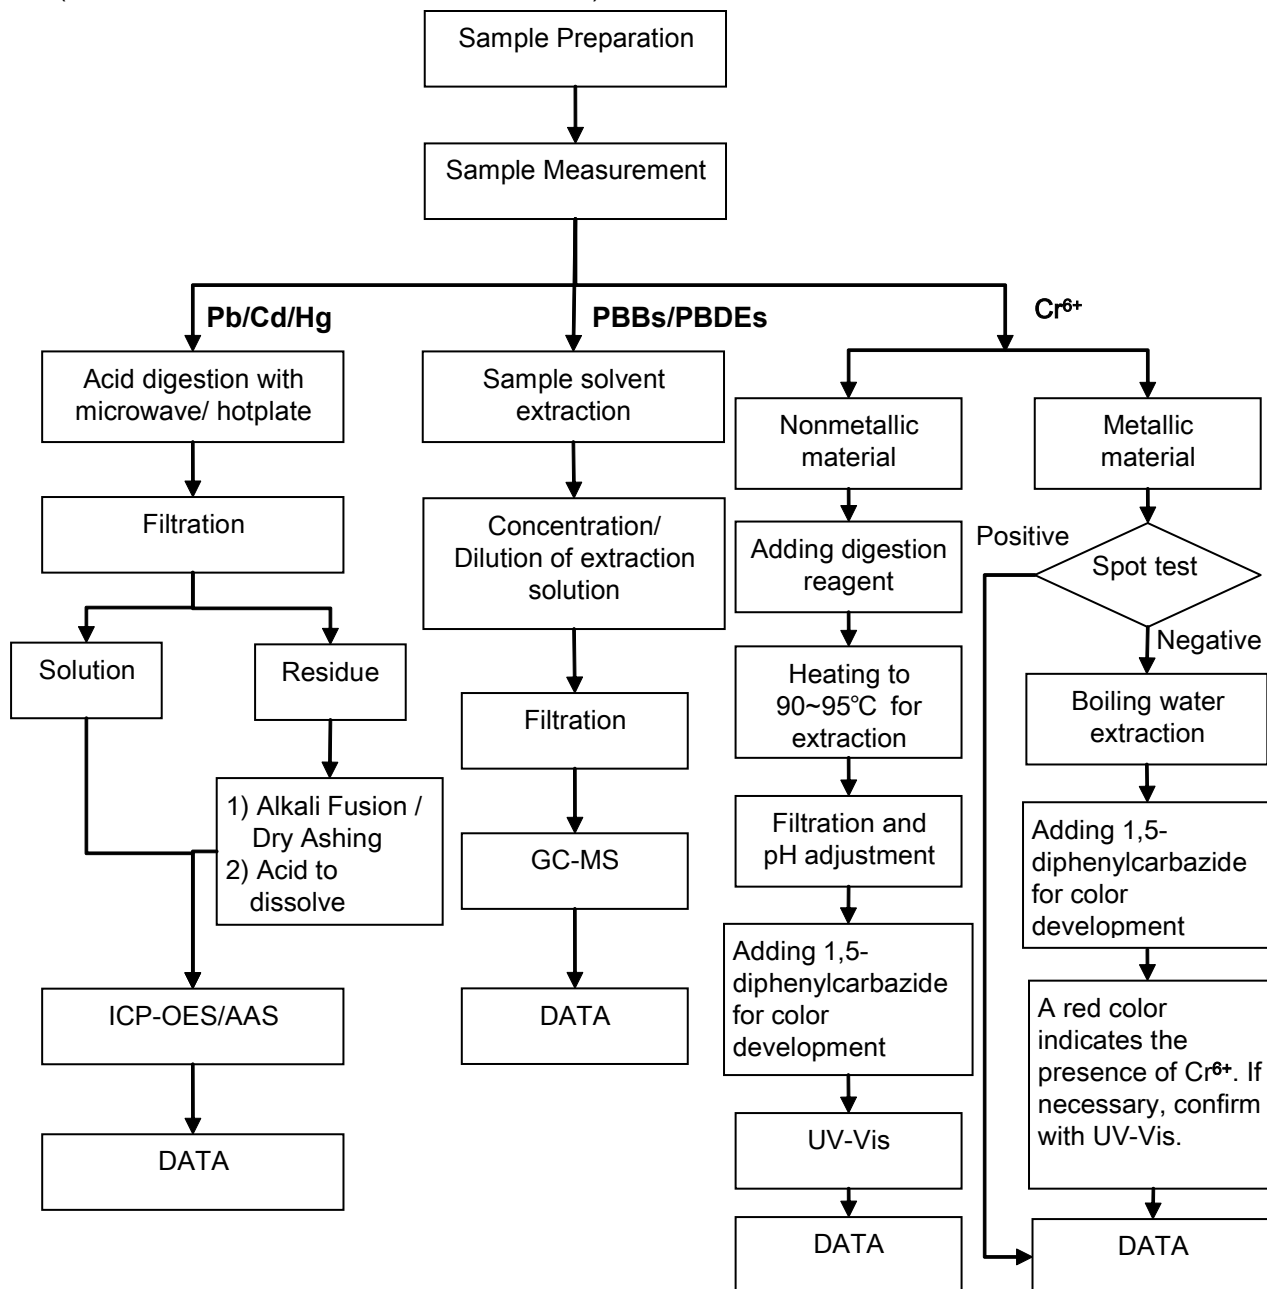 Sample Preparation
Sample Measurement
Pb/Cd/Hg
PBBs/PBDEs
Cr⁶⁺
Acid digestion with
microwave/ hotplate
Filtration
Solution
Residue
1) Alkali Fusion /
Dry Ashing
2) Acid to
dissolve
ICP-OES/AAS
DATA
Sample solvent
extraction
Concentration/
Dilution of extraction
solution
Filtration
GC-MS
DATA
Nonmetallic
material
Adding digestion
reagent
Heating to
90~95℃ for
extraction
Filtration and
pH adjustment
Adding 1,5-
diphenylcarbazide
for color
development
UV-Vis
DATA
Metallic
material
Positive
Spot test
Negative
Boiling water
extraction
Adding 1,5-
diphenylcarbazide
for color
development
A red color
indicates the
presence of Cr⁶⁺. If
necessary, confirm
with UV-Vis.
DATA